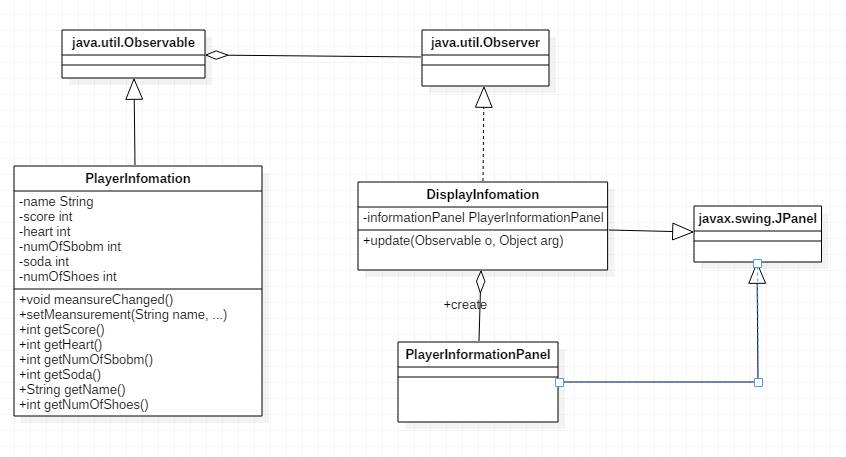 java.util.Observable
java.util.Observer
PlayerInfomation
-name String
-score int
-heart int
-numOfSbobm int
-soda int
-numOfShoes int
+void meansureChanged()
+setMeansurement(String name, ...)
+int getScore()
+int getHeart()
+int getNumOfSbobm()
+int getSoda()
+String getName()
+int getNumOfShoes()
DisplayInfomation
-informationPanel PlayerInformationPanel
+update(Observable o, Object arg)
javax.swing.JPanel
+create
PlayerInformationPanel